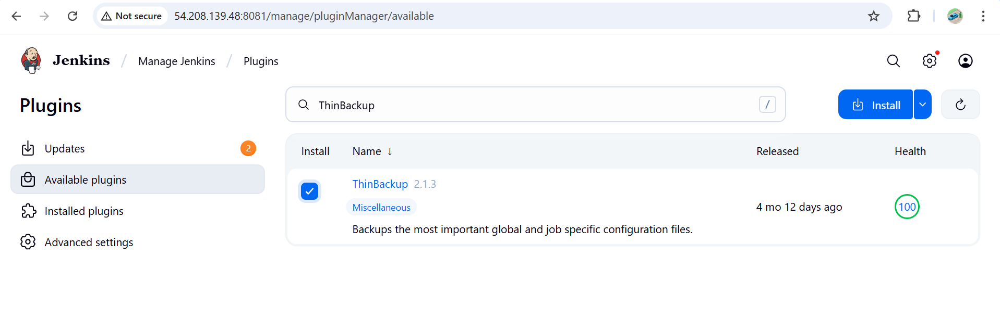 Not secure 54.208.139.48:8081/manage/pluginManager/available
Jenkins / Manage Jenkins / Plugins
Plugins
ThinBackup /
Install
Updates 2
Available plugins
Installed plugins
Advanced settings
Install Name ↓ Released Health
ThinBackup 2.1.3
Miscellaneous
Backups the most important global and job specific configuration files.
4 mo 12 days ago
100